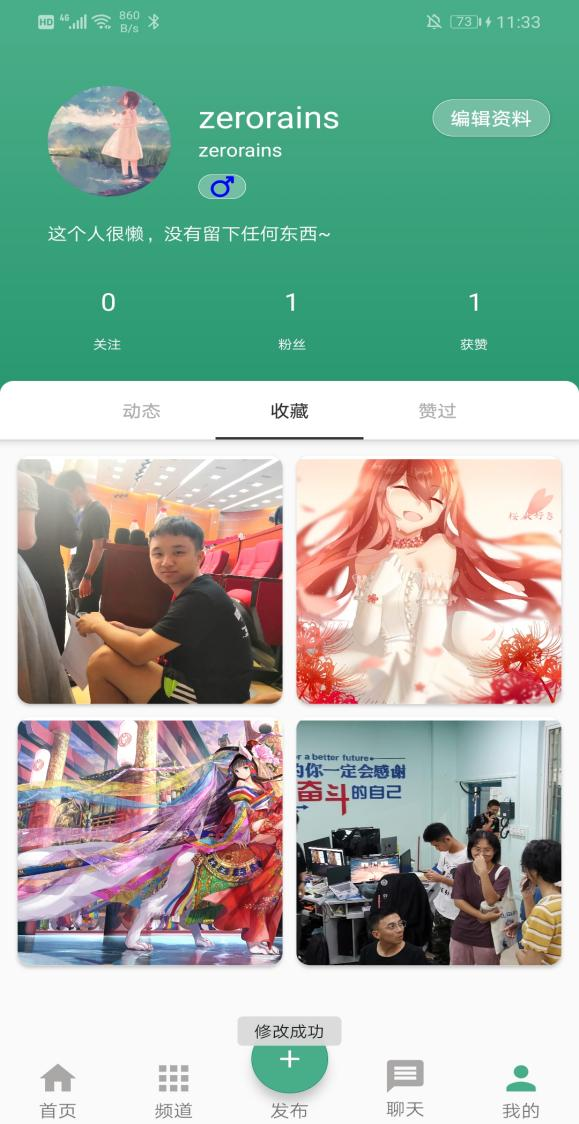 HD 4G 860 B/s 73 11:33
zerorains
编辑资料
zerorains
这个人很懒，没有留下任何东西~
0 1 1
关注 粉丝 获赞
动态 收藏 赞过
r a better future
的你一定会感谢
奋斗的自己
修改成功
首页 频道 发布 聊天 我的